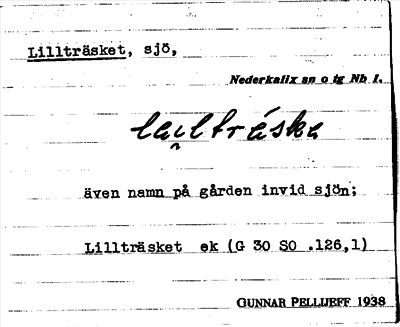 Lillträsket, sjö,
Nederkalix sn o tg Nb l.
även namn på gården invid sjön;
Lillträsket ek (G 30 SO .126,1)
GUNNAR PELLIJEFF 1938